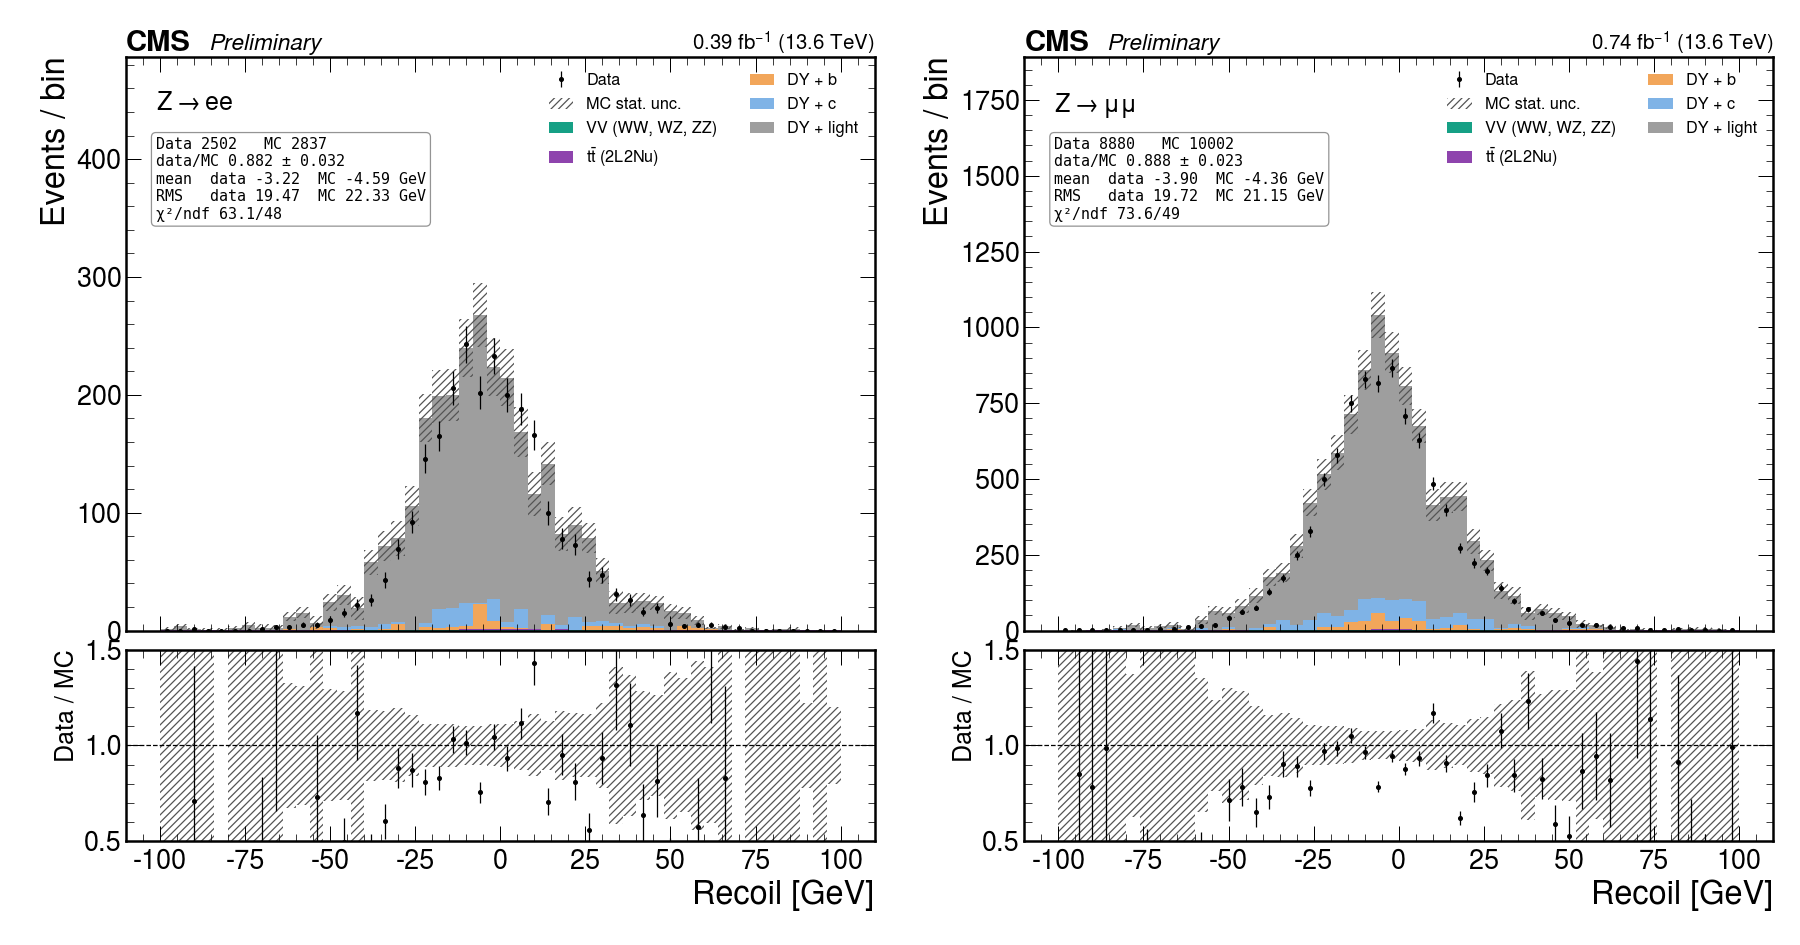 CMS Preliminary 0.39 fb⁻¹ (13.6 TeV)
Events / bin
Z → ee
Data 2502 MC 2837
data/MC 0.882 ± 0.032
mean data -3.22 MC -4.59 GeV
RMS data 19.47 MC 22.33 GeV
χ²/ndf 63.1/48
Data
MC stat. unc.
VV (WW, WZ, ZZ)
tt̄ (2L2Nu)
DY + b
DY + c
DY + light
400
300
200
100
0
Data / MC
1.5
1.0
0.5
-100 -75 -50 -25 0 25 50 75 100
Recoil [GeV]
CMS Preliminary 0.74 fb⁻¹ (13.6 TeV)
Events / bin
Z → μμ
Data 8880 MC 10002
data/MC 0.888 ± 0.023
mean data -3.90 MC -4.36 GeV
RMS data 19.72 MC 21.15 GeV
χ²/ndf 73.6/49
Data
MC stat. unc.
VV (WW, WZ, ZZ)
tt̄ (2L2Nu)
DY + b
DY + c
DY + light
1750
1500
1250
1000
750
500
250
0
Data / MC
1.5
1.0
0.5
-100 -75 -50 -25 0 25 50 75 100
Recoil [GeV]